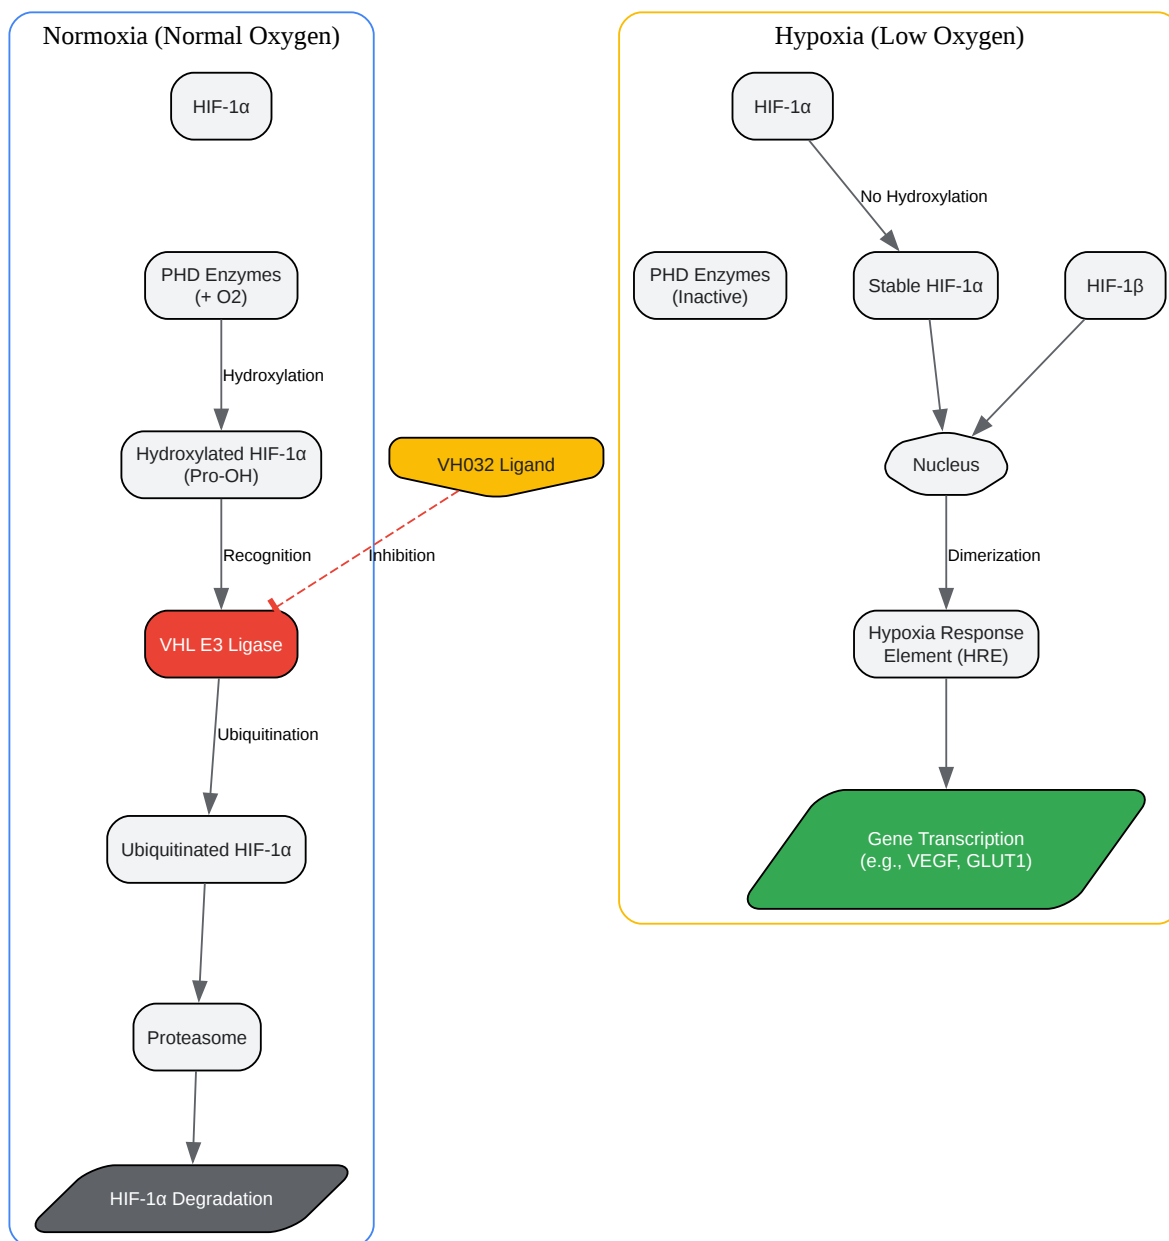 Normoxia (Normal Oxygen)
HIF-1α
PHD Enzymes
(+ O2)
Hydroxylation
Hydroxylated HIF-1α
(Pro-OH)
Recognition
VHL E3 Ligase
Ubiquitination
Ubiquitinated HIF-1α
Proteasome
HIF-1α Degradation
VH032 Ligand
Inhibition
Hypoxia (Low Oxygen)
HIF-1α
No Hydroxylation
PHD Enzymes
(Inactive)
Stable HIF-1α
HIF-1β
Nucleus
Dimerization
Hypoxia Response
Element (HRE)
Gene Transcription
(e.g., VEGF, GLUT1)